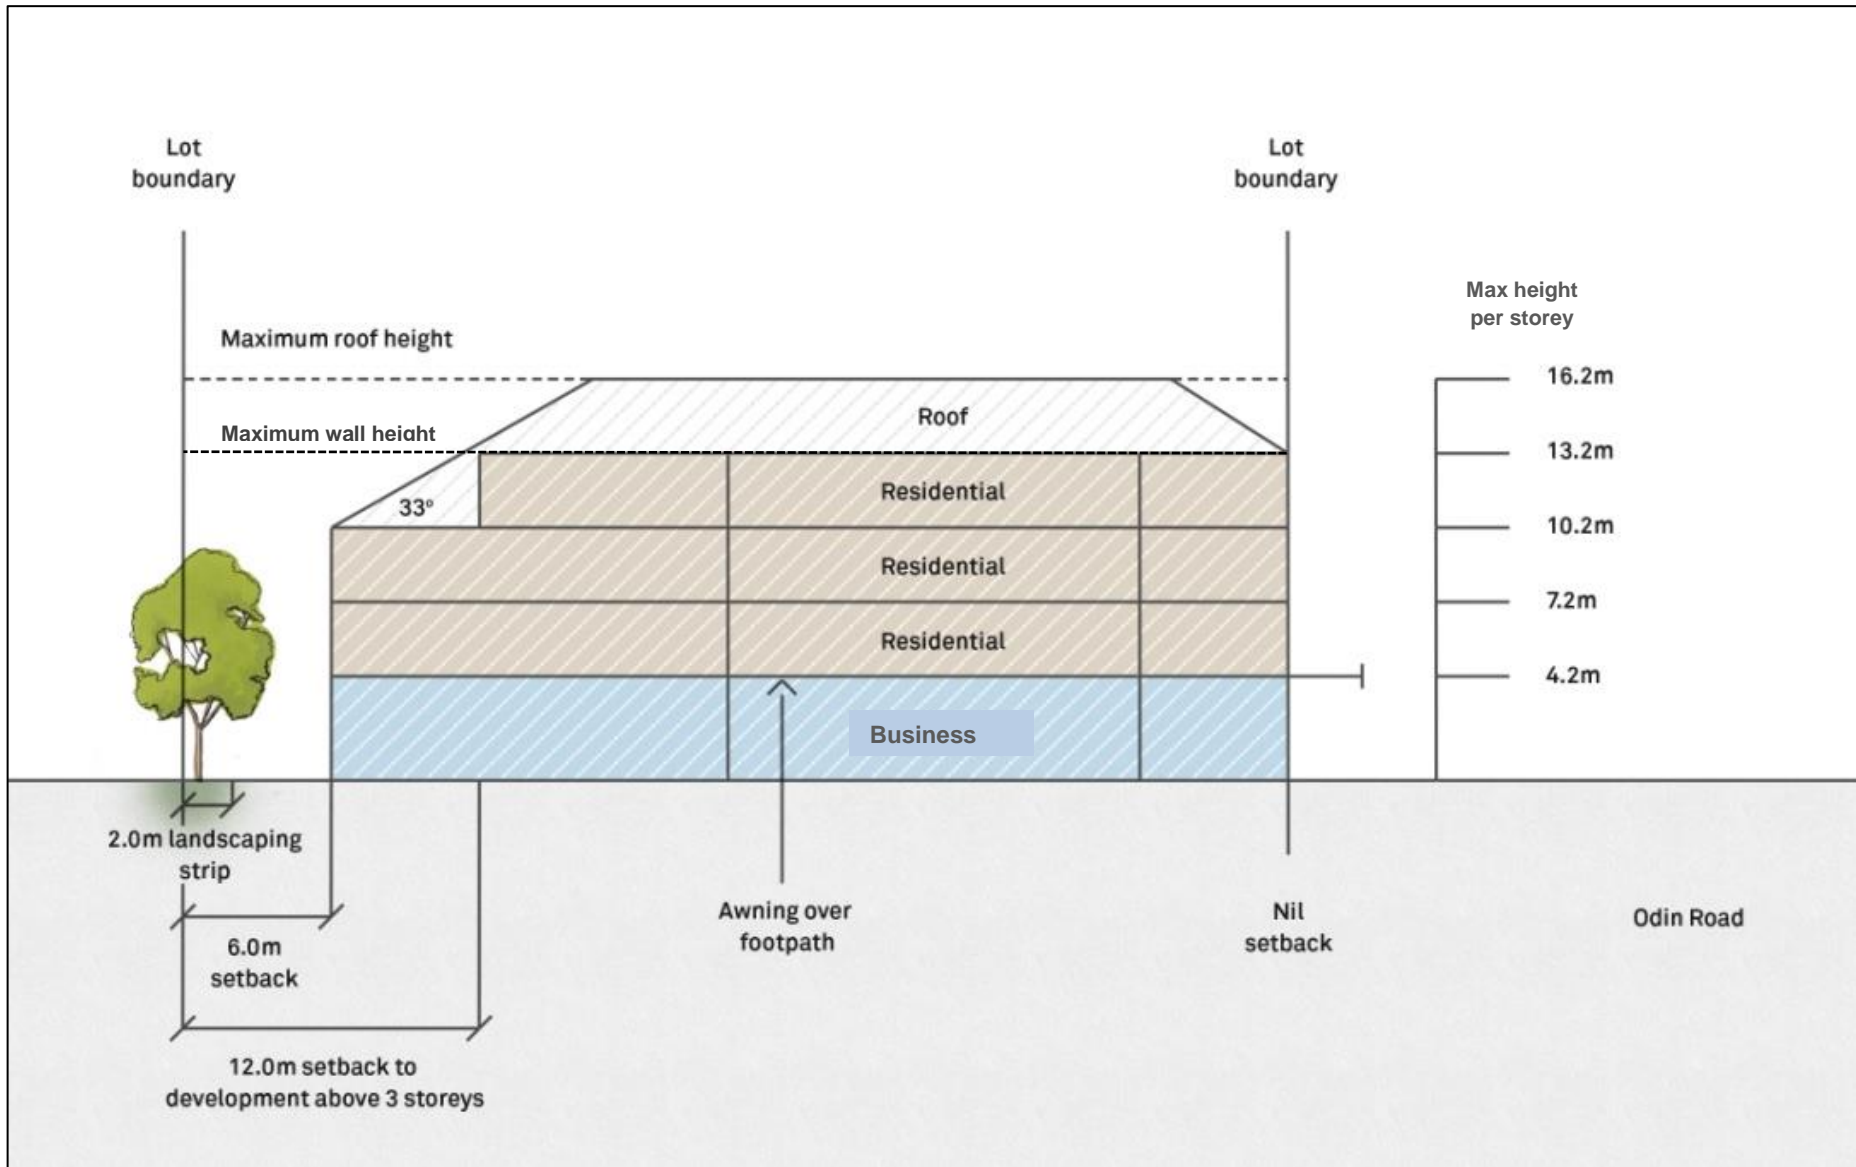 Lot
boundary
Lot
boundary
Max height
per storey
Maximum roof height
16.2m
Roof
Maximum wall height
13.2m
Residential
33°
10.2m
Residential
7.2m
Residential
4.2m
Business
2.0m landscaping
strip
Awning over
footpath
Nil
setback
Odin Road
6.0m
setback
12.0m setback to
development above 3 storeys